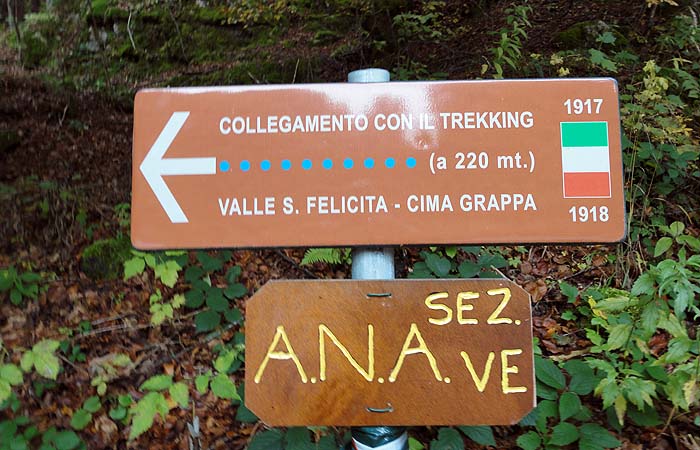 COLLEGAMENTO CON IL TREKKING
(a 220 mt.)
VALLE S. FELICITA - CIMA GRAPPA
1917
1918
A.N.A. SEZ.
VE